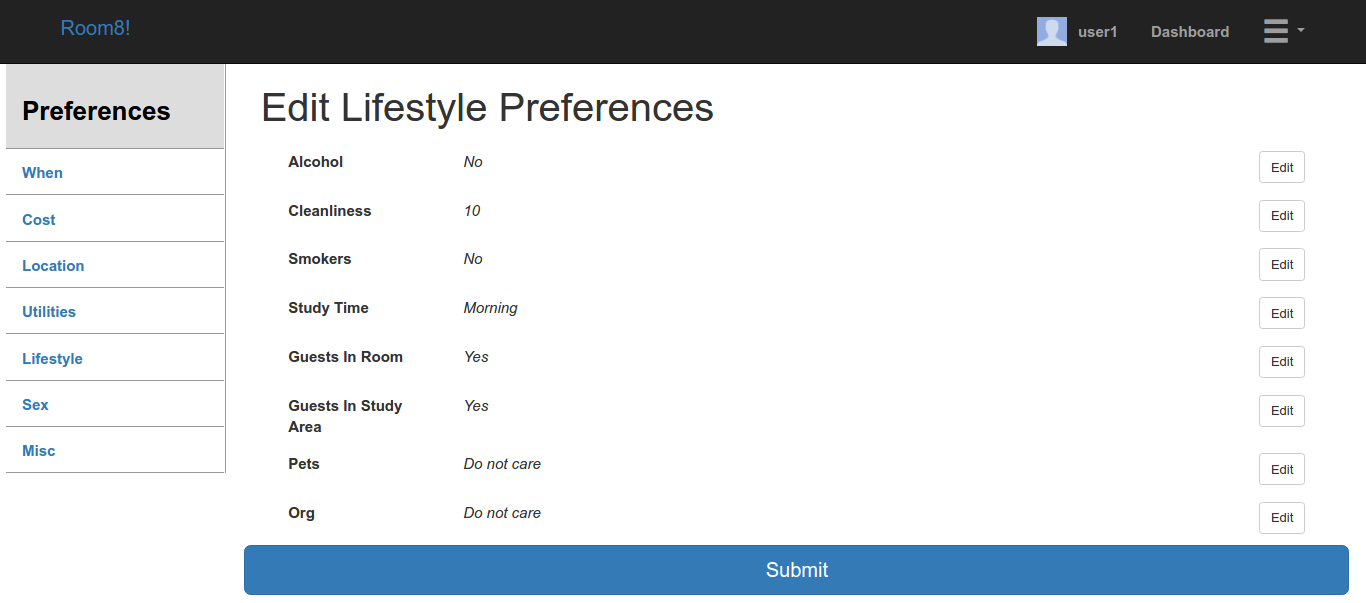 Room8!
user1 Dashboard
Preferences
When
Cost
Location
Utilities
Lifestyle
Sex
Misc
Edit Lifestyle Preferences
Alcohol No Edit
Cleanliness 10 Edit
Smokers No Edit
Study Time Morning Edit
Guests In Room Yes Edit
Guests In Study Yes Edit
Area
Pets Do not care Edit
Org Do not care Edit
Submit